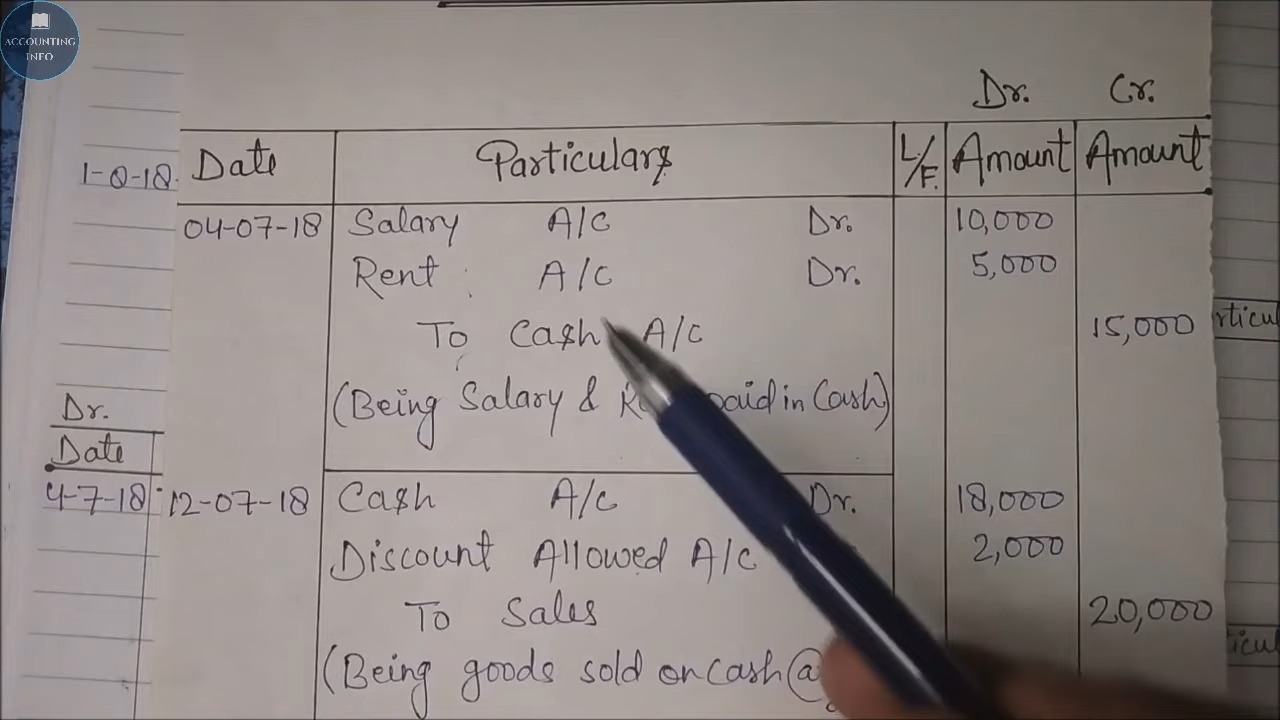 ACCOUNTING
INFO
Dr. Cr.
1-0-18 Date Particulars L/F. Amount Amount
04-07-18 Salary A/C Dr. 10,000
Rent A/C Dr. 5,000
To Cash A/C 15,000
(Being Salary & paid in Cash)
Dr.
Date
4-7-18 12-07-18 Cash A/C Dr. 18,000
Discount Allowed A/C 2,000
To Sales 20,000
(Being goods sold on Cash @